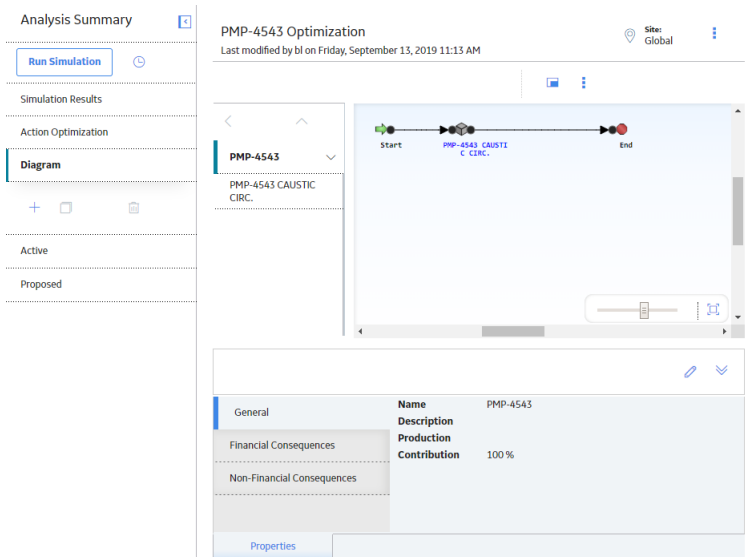 Analysis Summary
Run Simulation
Simulation Results
Action Optimization
Diagram
Active
Proposed
PMP-4543 Optimization
Last modified by bl on Friday, September 13, 2019 11:13 AM
Site:
Global
PMP-4543
PMP-4543 CAUSTIC
CIRC.
Start
PMP-4543 CAUSTI
C CIRC.
End
General
Financial Consequences
Non-Financial Consequences
Name PMP-4543
Description
Production
Contribution 100 %
Properties